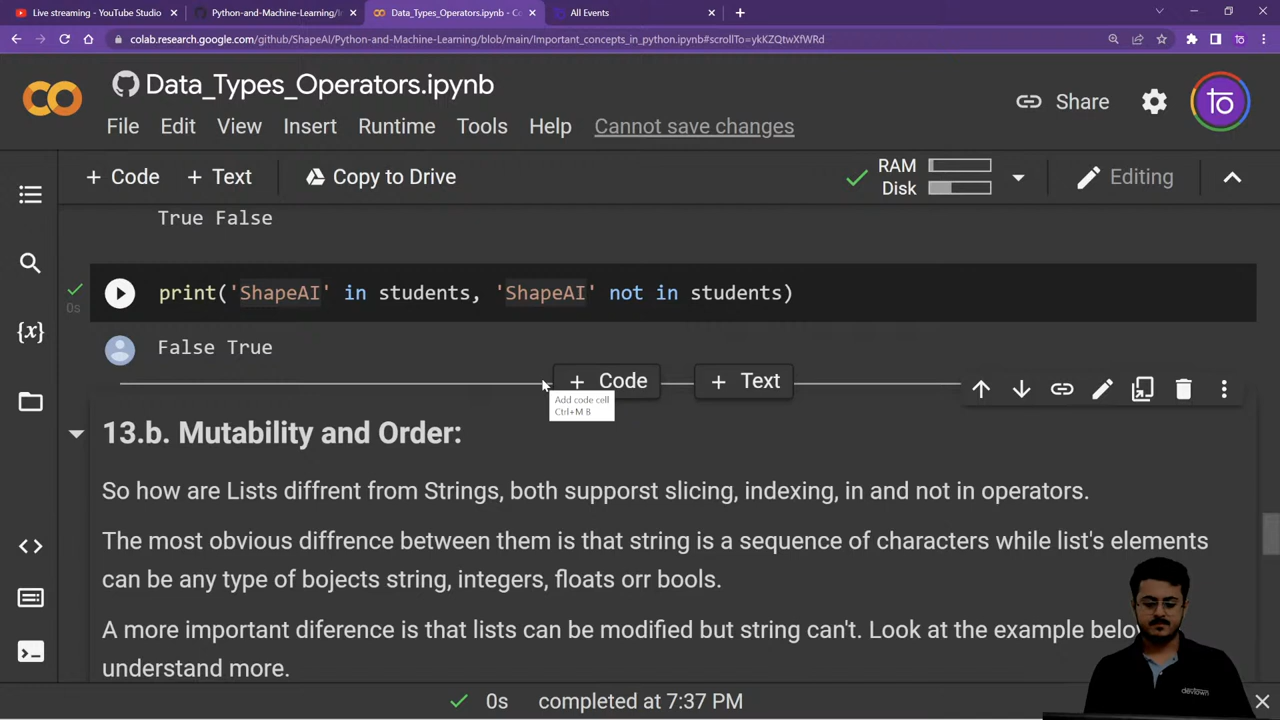 Live streaming - YouTube Studio
Python-and-Machine-Learning/I
Data_Types_Operators.ipynb - Co
All Events
colab.research.google.com/github/ShapeAI/Python-and-Machine-Learning/blob/main/Important_concepts_in_python.ipynb#scrollTo=ykKZQtwXfWRd
Data_Types_Operators.ipynb
Share
File Edit View Insert Runtime Tools Help Cannot save changes
+ Code + Text Copy to Drive
RAM
Disk
Editing
True False
print('ShapeAI' in students, 'ShapeAI' not in students)
0s
False True
+ Code + Text
Add code cell
Ctrl+M B
13.b. Mutability and Order:
So how are Lists diffrent from Strings, both supporst slicing, indexing, in and not in operators.
The most obvious diffrence between them is that string is a sequence of characters while list's elements
can be any type of bojects string, integers, floats orr bools.
A more important diference is that lists can be modified but string can't. Look at the example belo
understand more.
devtown
0s completed at 7:37 PM